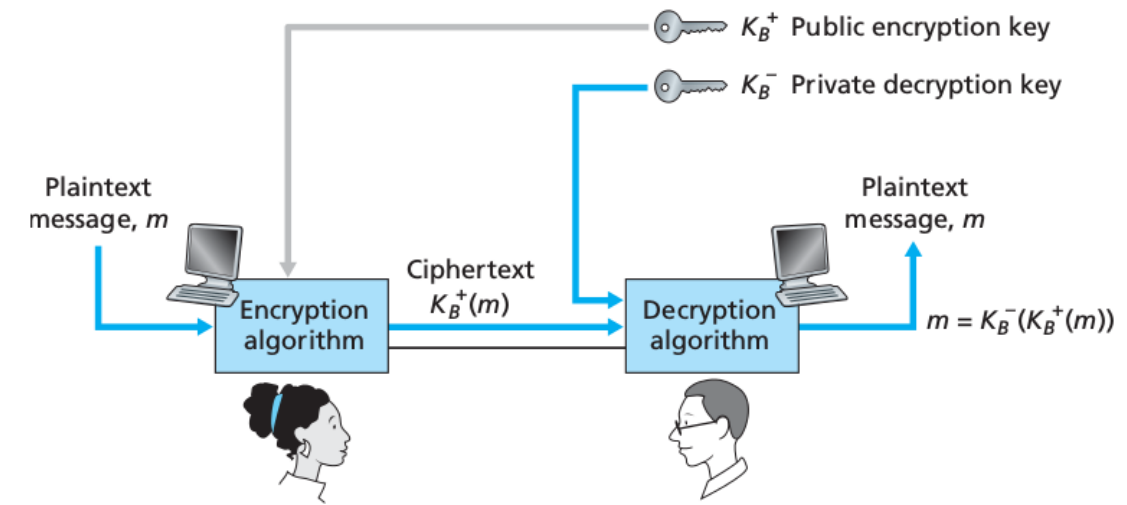 K_B^+ Public encryption key
K_B^- Private decryption key
Plaintext
message, m
Plaintext
message, m
Ciphertext
K_B^+(m)
Encryption
algorithm
Decryption
algorithm
m = K_B^-(K_B^+(m))